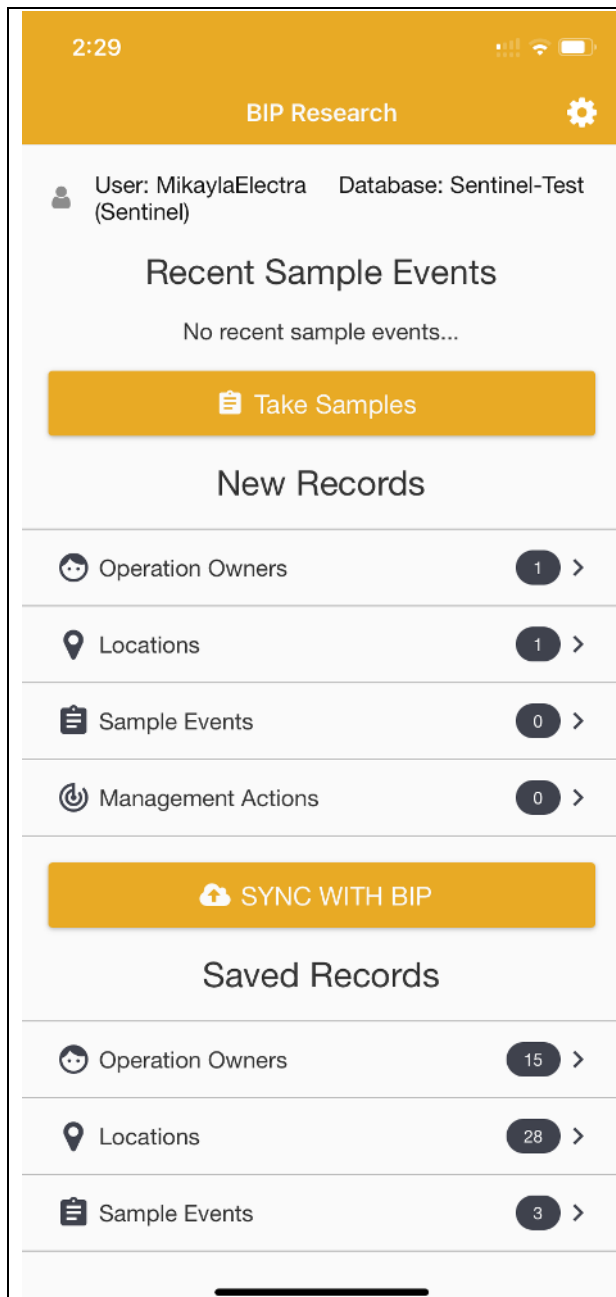 2:29
BIP Research
User: MikaylaElectra Database: Sentinel-Test
(Sentinel)
Recent Sample Events
No recent sample events...
Take Samples
New Records
Operation Owners 1
Locations 1
Sample Events 0
Management Actions 0
SYNC WITH BIP
Saved Records
Operation Owners 15
Locations 28
Sample Events 3